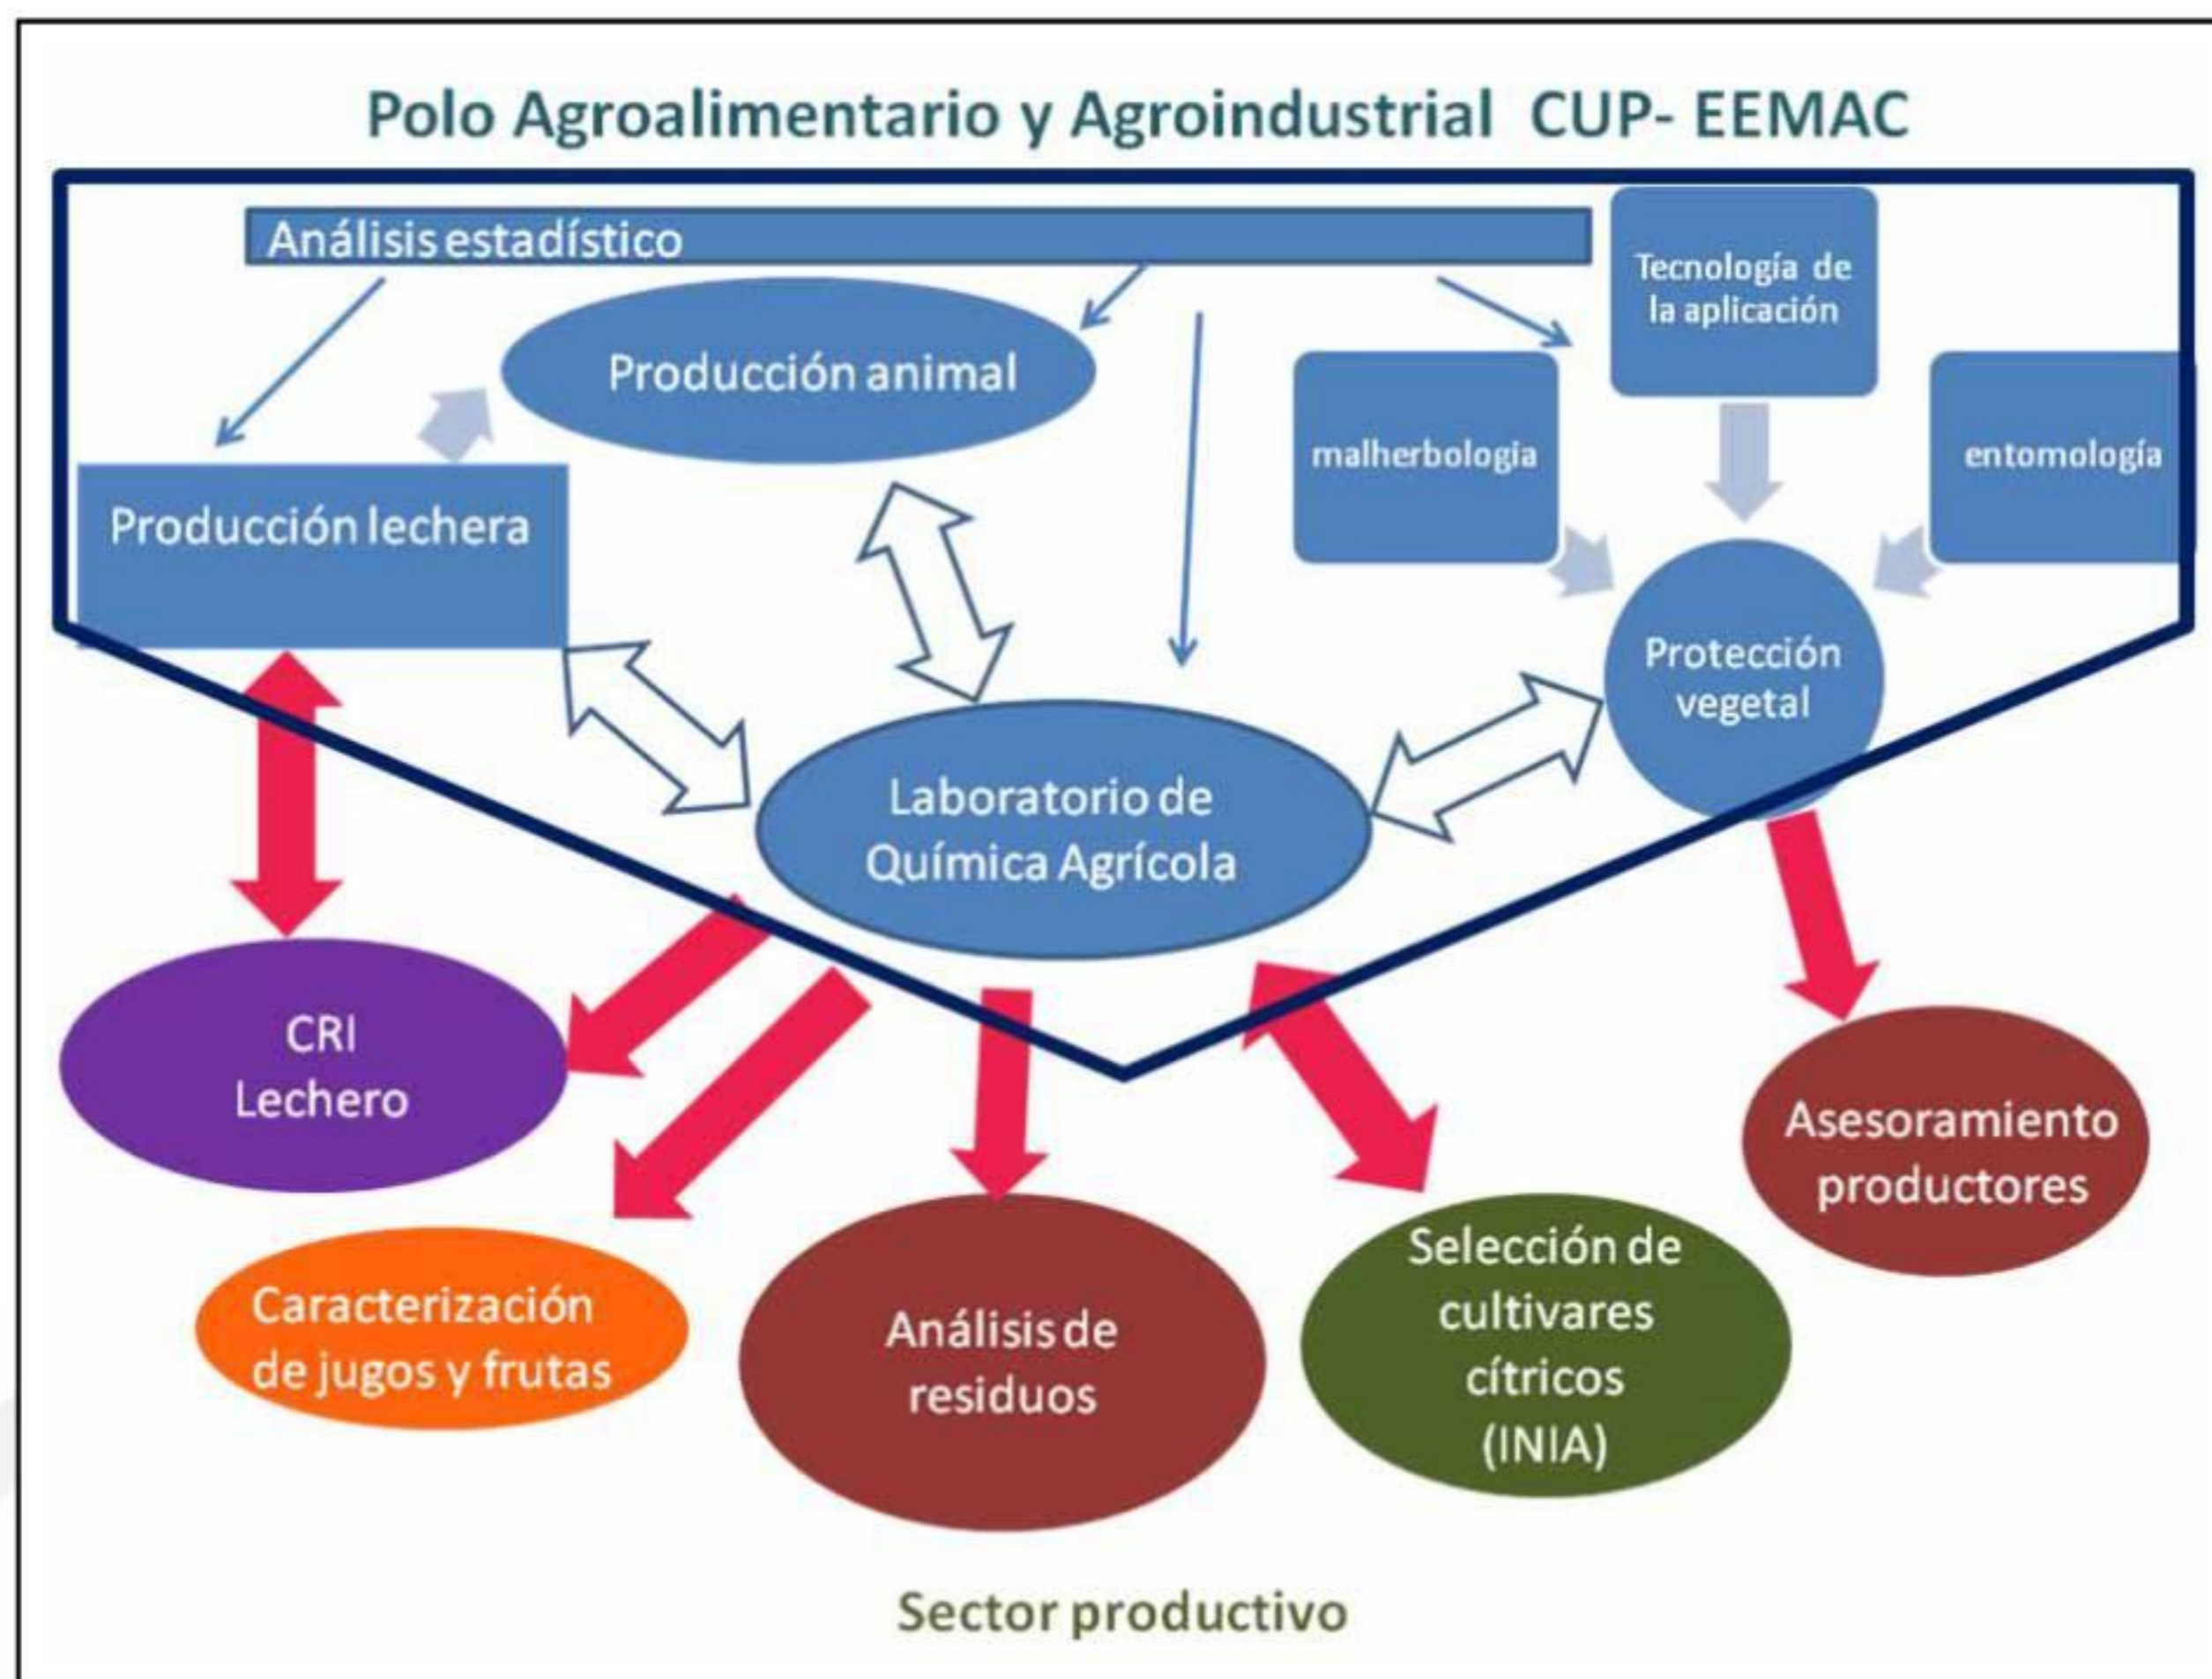 Polo Agroalimentario y Agroindustrial CUP- EEMAC
Análisis estadístico
Tecnología de
la aplicación
Producción animal
malherbologia
entomología
Producción lechera
Protección
vegetal
Laboratorio de
Química Agrícola
CRI
Lechero
Asesoramiento
productores
Caracterización
de jugos y frutas
Análisis de
residuos
Selección de
cultivares
cítricos
(INIA)
Sector productivo